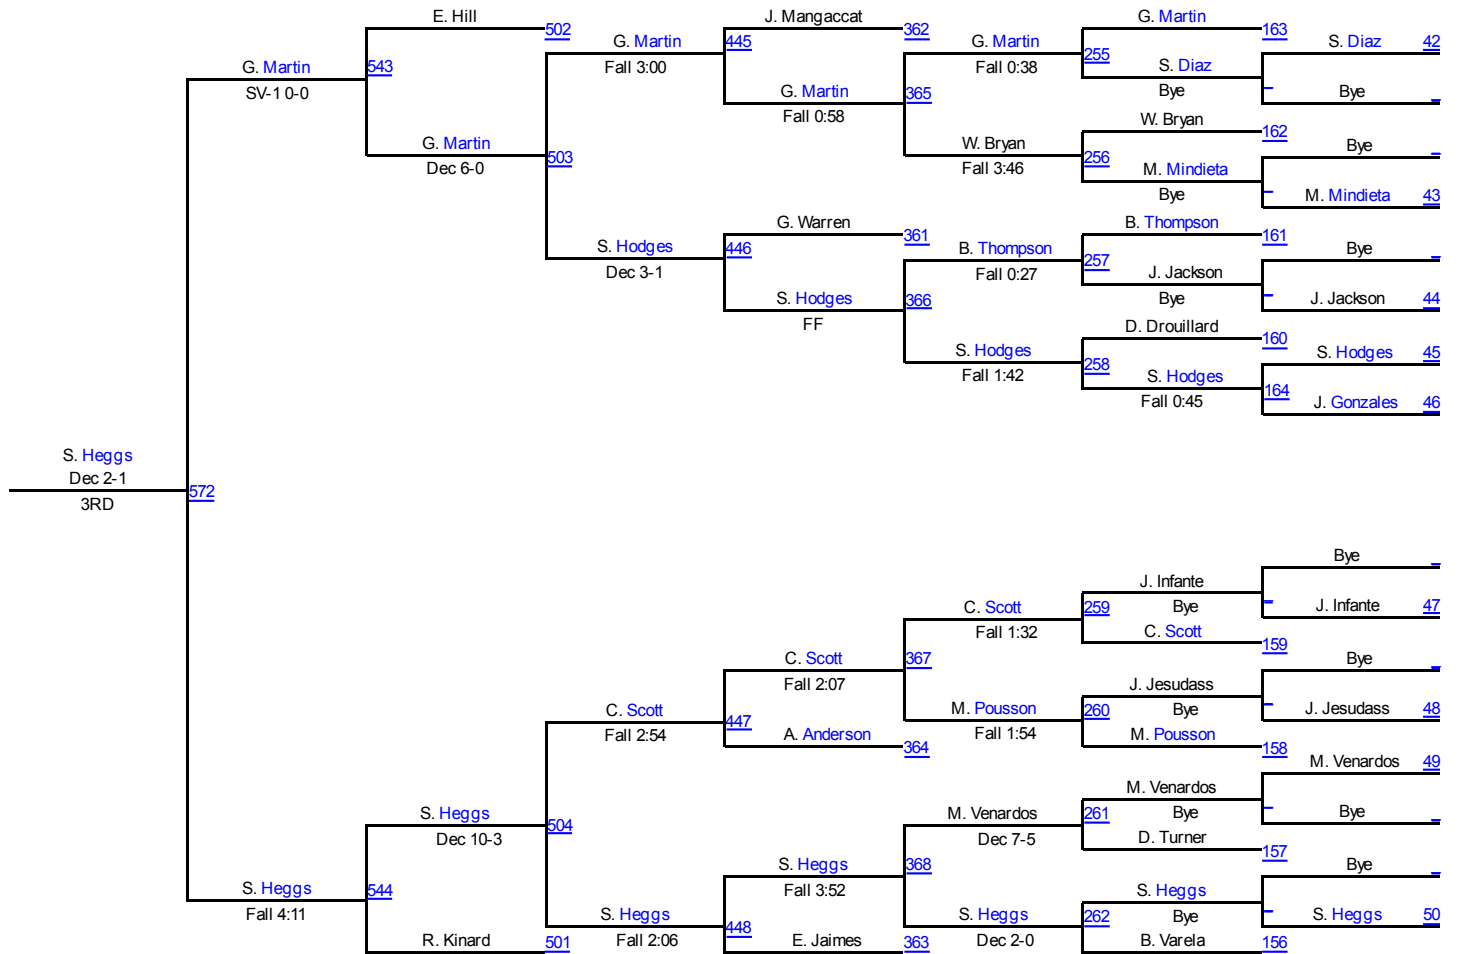 E. Hill 502 J. Mangaccat 362 G. Martin 163
G. Martin 445 G. Martin 255 S. Diaz 42
Fall 3:00 Fall 0:38
G. Martin 543 S. Diaz
SV-1 0-0 G. Martin 365 Bye Bye
Fall 0:58
W. Bryan 162
G. Martin 503 W. Bryan 256 Bye
Dec 6-0 Fall 3:46 M. Mindieta
Bye M. Mindieta 43
G. Warren 361 B. Thompson 161
S. Hodges 446 B. Thompson 257 Bye
Dec 3-1 Fall 0:27 J. Jackson
S. Hodges 366 Bye J. Jackson 44
FF
D. Drouillard 160
S. Hodges 258 S. Hodges 45
Fall 1:42 S. Hodges 164
Fall 0:45 J. Gonzales 46
S. Heggs
Dec 2-1
572
3RD
Bye
J. Infante
C. Scott 259 Bye J. Infante 47
Fall 1:32 C. Scott 159
C. Scott 367 Bye
Fall 2:07 J. Jesudass
C. Scott 447 M. Pousson 260 Bye J. Jesudass 48
Fall 2:54 A. Anderson 364 Fall 1:54 M. Pousson 158
M. Venardos 49
M. Venardos
S. Heggs 504 M. Venardos 261 Bye Bye
Dec 10-3 Dec 7-5 D. Turner 157
S. Heggs 368 Bye
S. Heggs 544 Fall 3:52 S. Heggs
Fall 4:11 S. Heggs 448 S. Heggs 262 Bye S. Heggs 50
R. Kinard 501 Fall 2:06 E. Jaimes 363 Dec 2-0 B. Varela 156